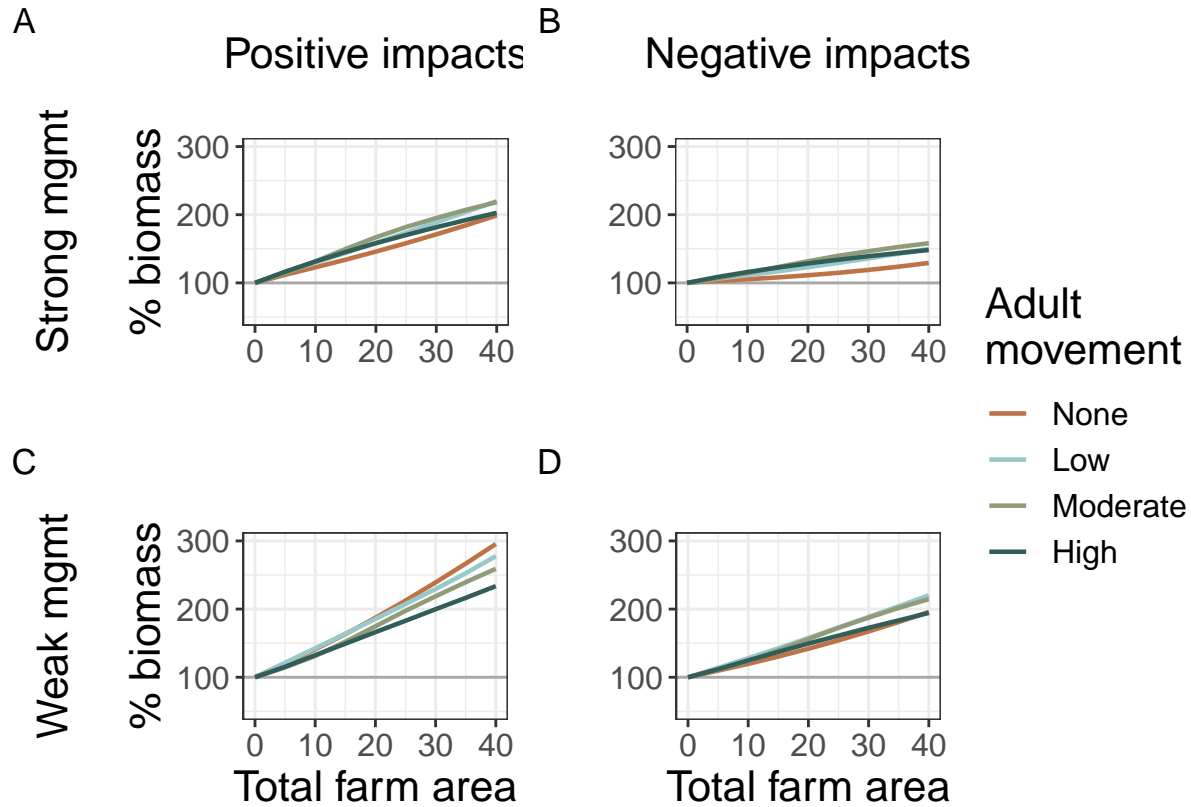 A
Positive impacts
B
Negative impacts
Strong mgmt
% biomass
300
200
100
0 10 20 30 40
300
200
100
0 10 20 30 40
Adult
movement
None
Low
Moderate
High
C
D
Weak mgmt
% biomass
300
200
100
0 10 20 30 40
Total farm area
300
200
100
0 10 20 30 40
Total farm area